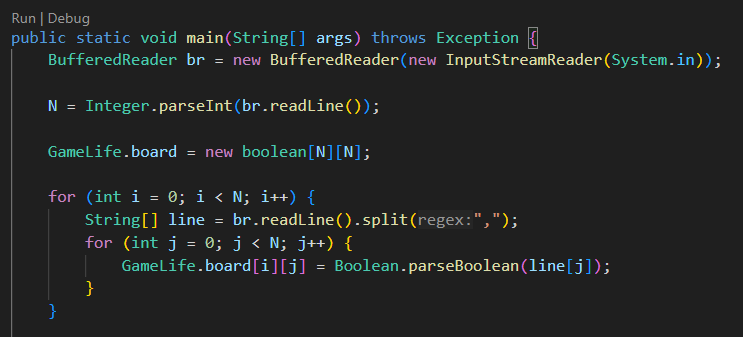 Run | Debug
public static void main(String[] args) throws Exception {
BufferedReader br = new BufferedReader(new InputStreamReader(System.in));
N = Integer.parseInt(br.readLine());
GameLife.board = new boolean[N][N];
for (int i = 0; i < N; i++) {
String[] line = br.readLine().split(regex:",");
for (int j = 0; j < N; j++) {
GameLife.board[i][j] = Boolean.parseBoolean(line[j]);
}
}